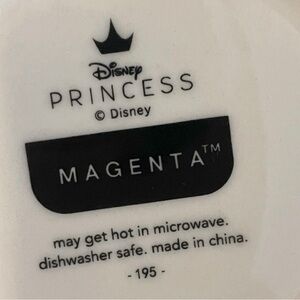 Disney
PRINCESS
© Disney
MAGENTA™
may get hot in microwave.
dishwasher safe. made in china.
- 195 -